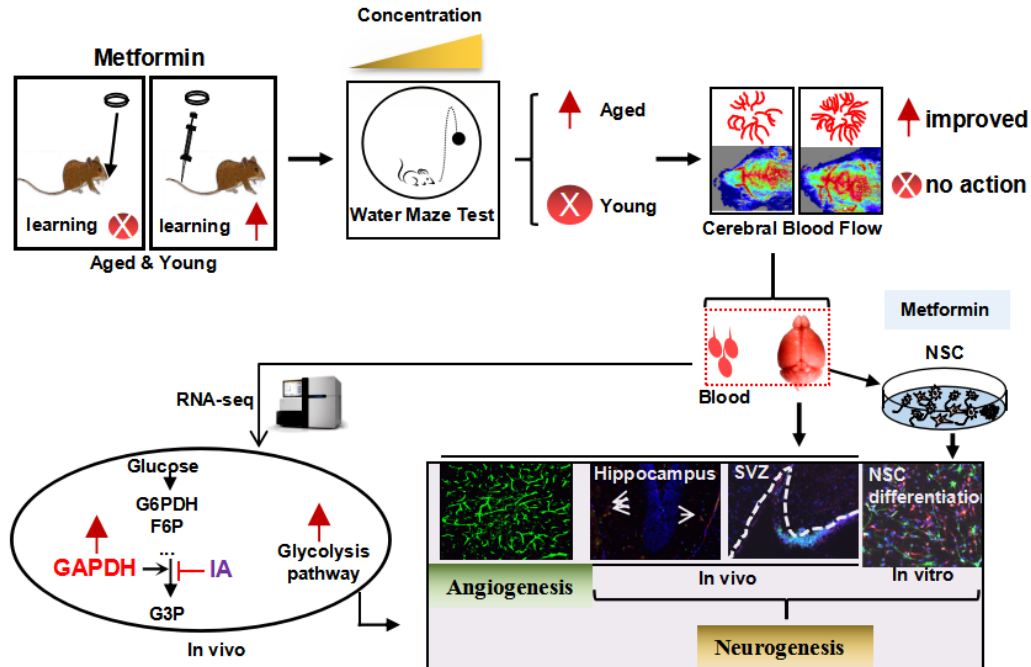 Concentration
Metformin
learning X
learning
Aged & Young
Water Maze Test
Aged
X Young
Cerebral Blood Flow
improved
X no action
Metformin
NSC
Blood
RNA-seq
Glucose
G6PDH
F6P
...
GAPDH
IA
G3P
Glycolysis
pathway
In vivo
Hippocampus
SVZ
NSC
differentiation
Angiogenesis
In vivo
In vitro
Neurogenesis